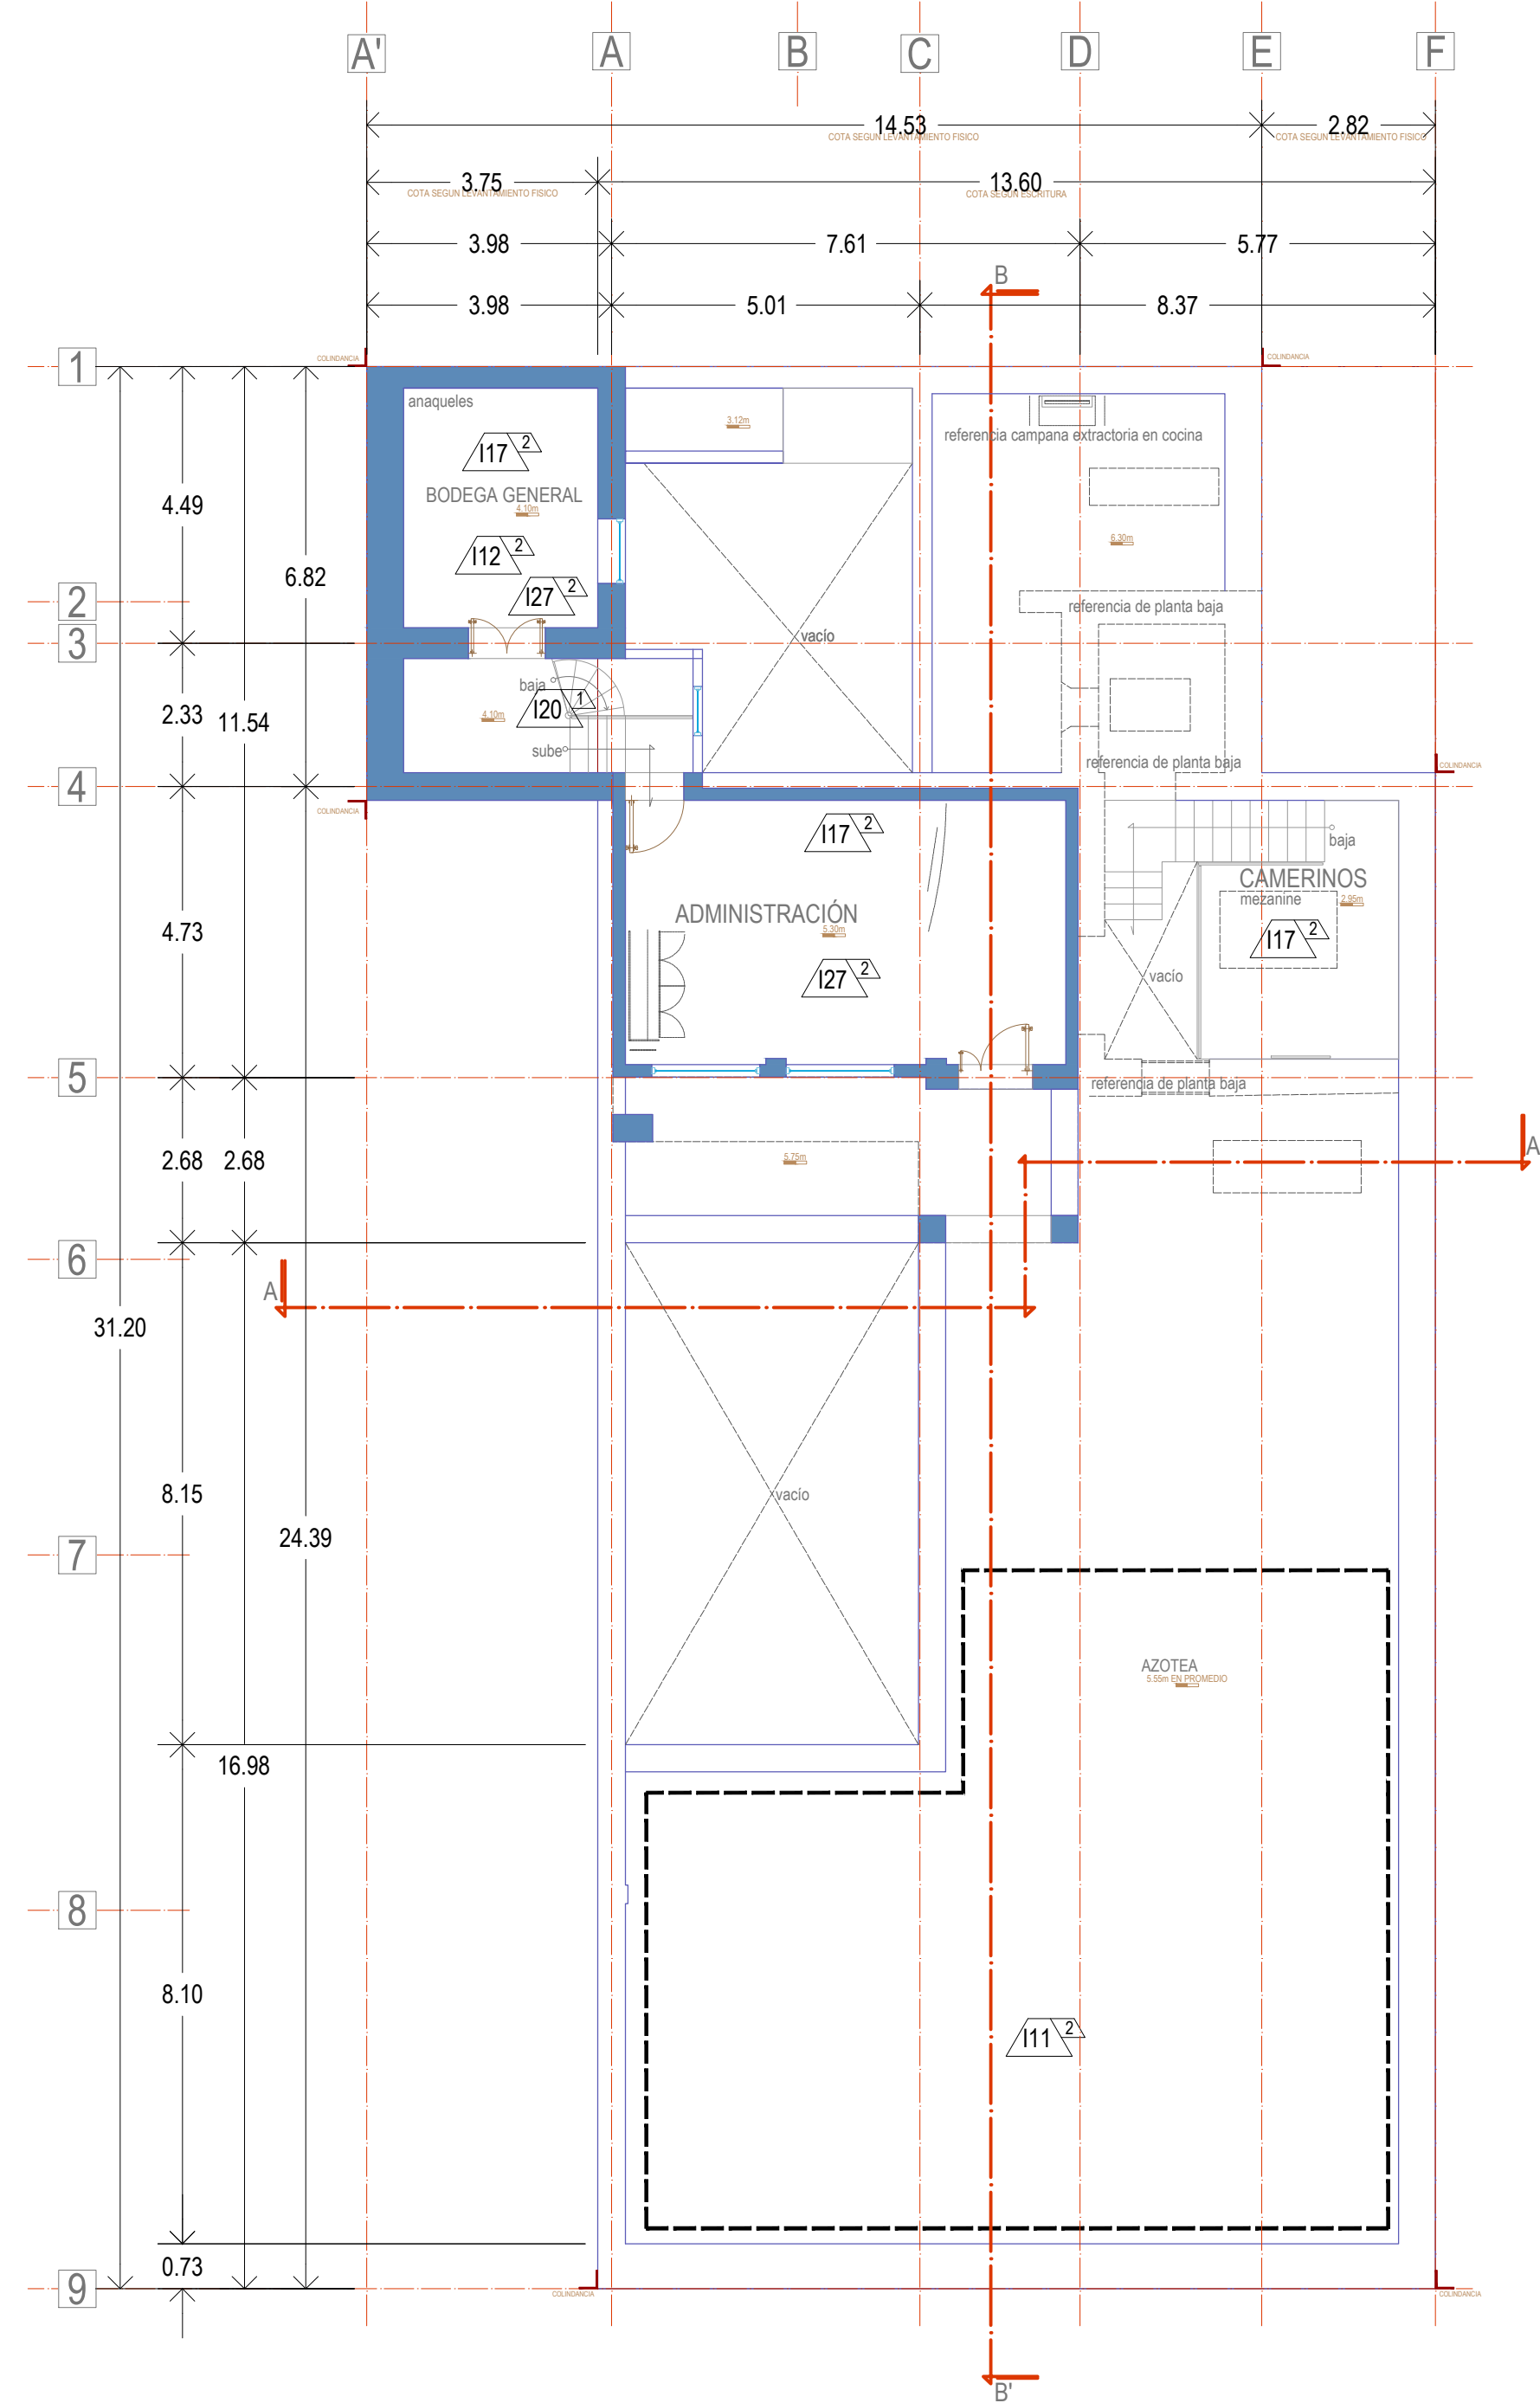 A' A B C D E F
14.53 2.82
COTA SEGUN LEVANTAMIENTO FISICO COTA SEGUN LEVANTAMIENTO FISICO
3.75 13.60
COTA SEGUN LEVANTAMIENTO FISICO COTA SEGUN ESCRITURA
3.98 7.61 5.77
B
3.98 5.01 8.37
COLINDANCIA COLINDANCIA
1
anaqueles
3.12m
referencia campana extractoria en cocina
I17 2
BODEGA GENERAL
4.10m
4.49
6.30m
I12 2
6.82
I27 2
2
referencia de planta baja
3
vacío
baja
I20 1
4.10m
2.33 11.54
sube
referencia de planta baja
COLINDANCIA
4
COLINDANCIA
I17 2
baja
CAMERINOS
mezanine
2.95m
ADMINISTRACIÓN
5.30m
4.73
I17 2
I27 2
vacío
5
referencia de planta baja
A
2.68 2.68
5.75m
6
A
31.20
8.15
vacío
24.39
7
AZOTEA
5.55m EN PROMEDIO
16.98
8
8.10
I11 2
0.73
9
COLINDANCIA COLINDANCIA
B'